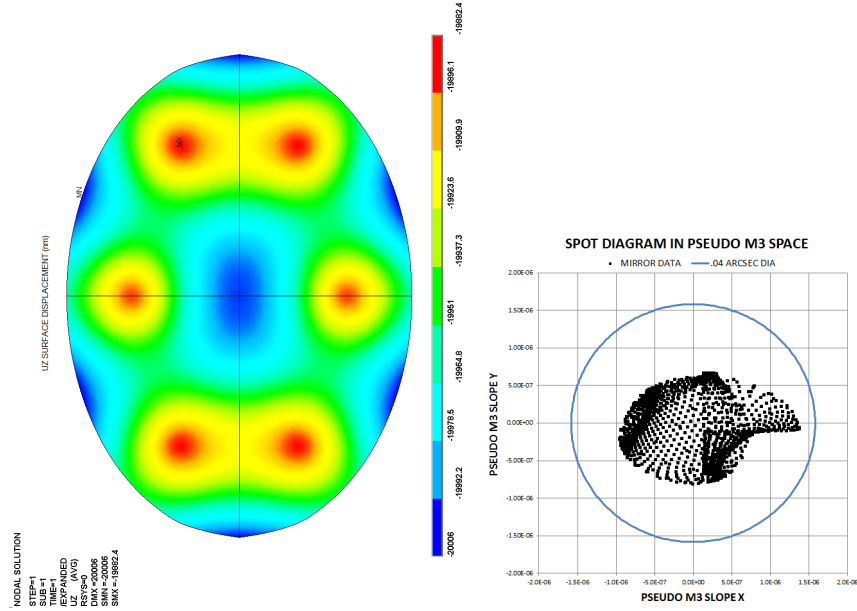 NODAL SOLUTION
STEP=1
SUB =1
TIME=1
/EXPANDED
UZ (AVG)
RSYS=0
DMX =20006
SMN =-20006
SMX =-19882.4
UZ SURFACE DISPLACEMENT (nm)
MN
MX
-20006
-19992.2
-19978.5
-19964.8
-19951
-19937.3
-19923.6
-19909.9
-19896.1
-19882.4
SPOT DIAGRAM IN PSEUDO M3 SPACE
MIRROR DATA .04 ARCSEC DIA
PSEUDO M3 SLOPE Y
2.00E-06
1.50E-06
1.00E-06
5.00E-07
0.00E+00
-5.00E-07
-1.00E-06
-1.50E-06
-2.00E-06
-2.0E-06 -1.5E-06 -1.0E-06 -5.0E-07 0.0E+00 5.0E-07 1.0E-06 1.5E-06 2.0E-06
PSEUDO M3 SLOPE X